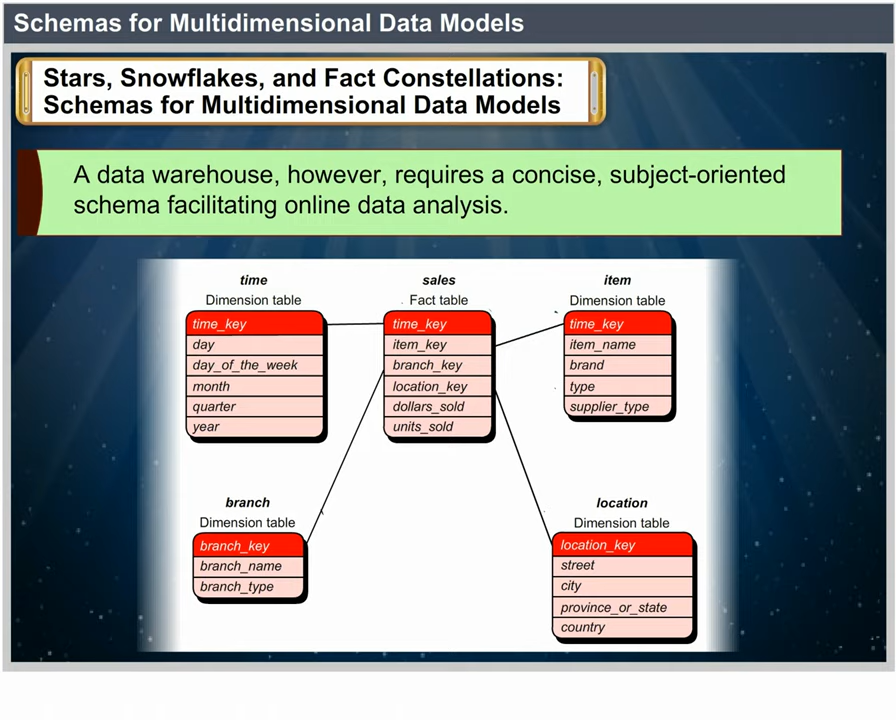 Schemas for Multidimensional Data Models
Stars, Snowflakes, and Fact Constellations:
Schemas for Multidimensional Data Models
A data warehouse, however, requires a concise, subject-oriented
schema facilitating online data analysis.
time
Dimension table
time_key
day
day_of_the_week
month
quarter
year
sales
Fact table
time_key
item_key
branch_key
location_key
dollars_sold
units_sold
item
Dimension table
time_key
item_name
brand
type
supplier_type
branch
Dimension table
branch_key
branch_name
branch_type
location
Dimension table
location_key
street
city
province_or_state
country